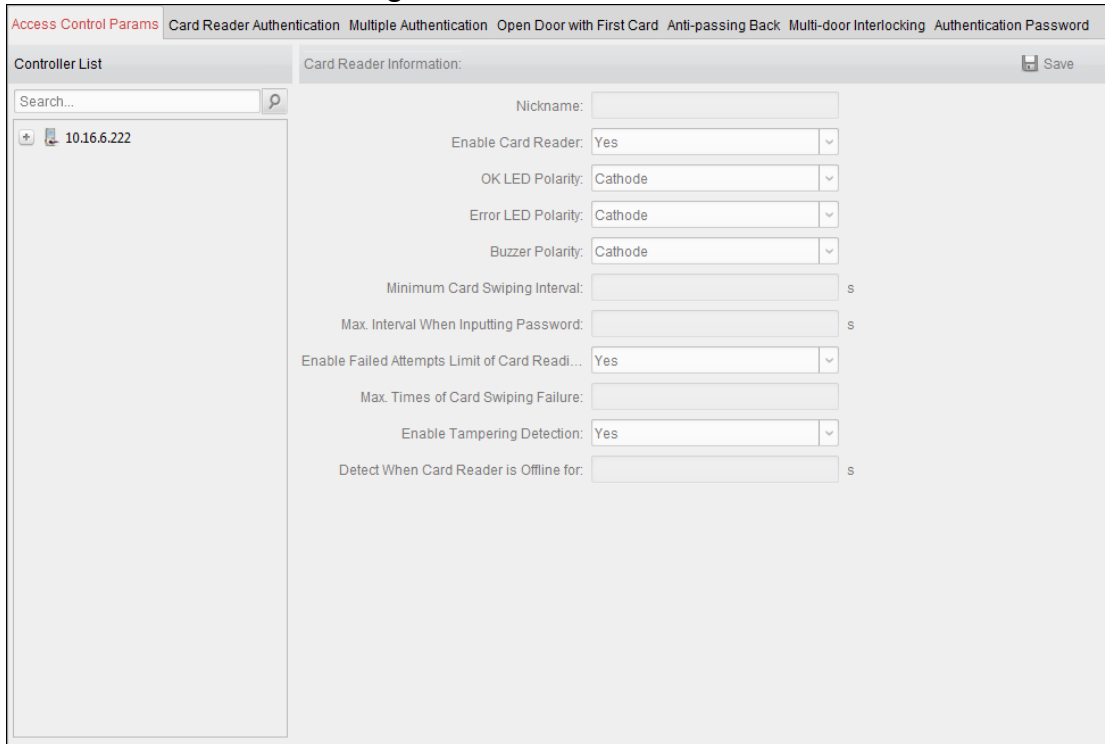 Access Control Params Card Reader Authentication Multiple Authentication Open Door with First Card Anti-passing Back Multi-door Interlocking Authentication Password
Controller List
Search...
10.16.6.222
Card Reader Information:
Save
Nickname:
Enable Card Reader: Yes
OK LED Polarity: Cathode
Error LED Polarity: Cathode
Buzzer Polarity: Cathode
Minimum Card Swiping Interval: s
Max. Interval When Inputting Password: s
Enable Failed Attempts Limit of Card Readi... Yes
Max. Times of Card Swiping Failure:
Enable Tampering Detection: Yes
Detect When Card Reader is Offline for: s